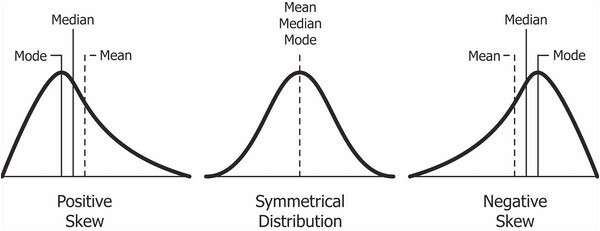 Median
Mode
Mean
Positive
Skew
Mean
Median
Mode
Symmetrical
Distribution
Median
Mean
Mode
Negative
Skew